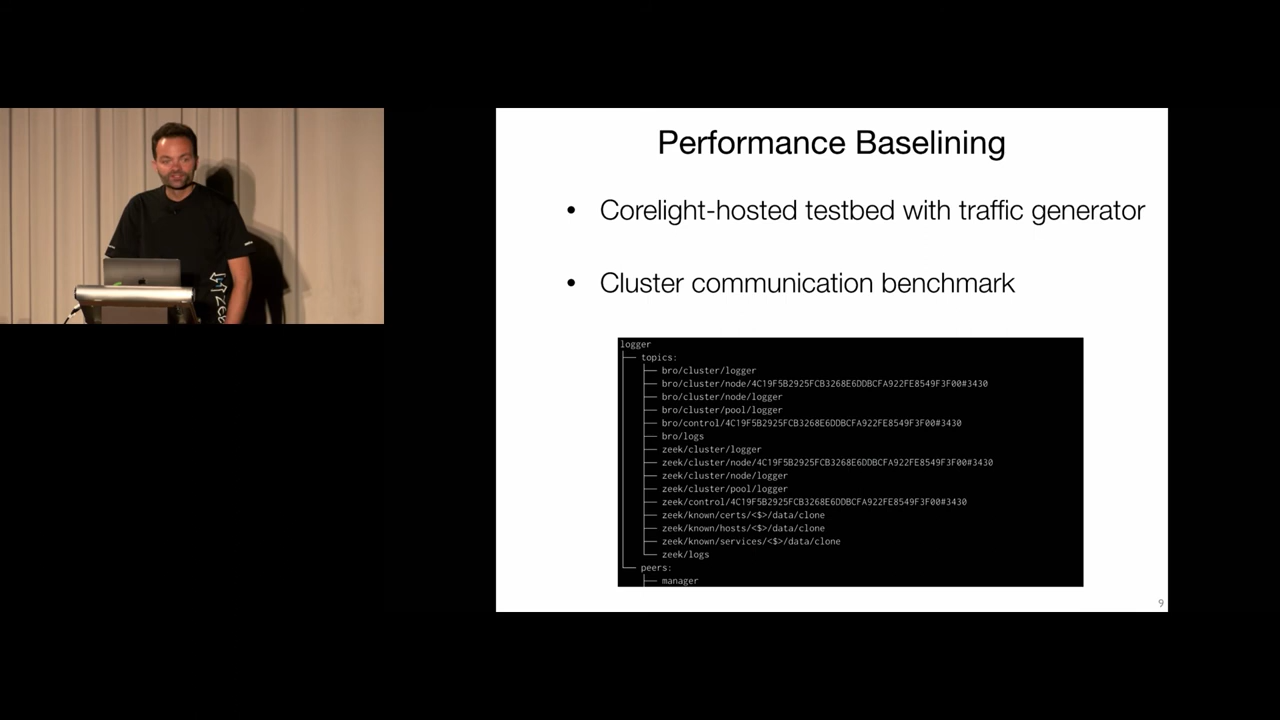 Performance Baselining
• Corelight-hosted testbed with traffic generator
• Cluster communication benchmark
logger
├── topics:
│   ├── bro/cluster/logger
│   ├── bro/cluster/node/4C19F5B2925FCB3268E6DDBCFA922FE8549F3F00#3430
│   ├── bro/cluster/node/logger
│   ├── bro/cluster/pool/logger
│   ├── bro/control/4C19F5B2925FCB3268E6DDBCFA922FE8549F3F00#3430
│   ├── bro/logs
│   ├── zeek/cluster/logger
│   ├── zeek/cluster/node/4C19F5B2925FCB3268E6DDBCFA922FE8549F3F00#3430
│   ├── zeek/cluster/node/logger
│   ├── zeek/cluster/pool/logger
│   ├── zeek/control/4C19F5B2925FCB3268E6DDBCFA922FE8549F3F00#3430
│   ├── zeek/known/certs/<$>/data/clone
│   ├── zeek/known/hosts/<$>/data/clone
│   ├── zeek/known/services/<$>/data/clone
│   └── zeek/logs
└── peers:
    ├── manager
9